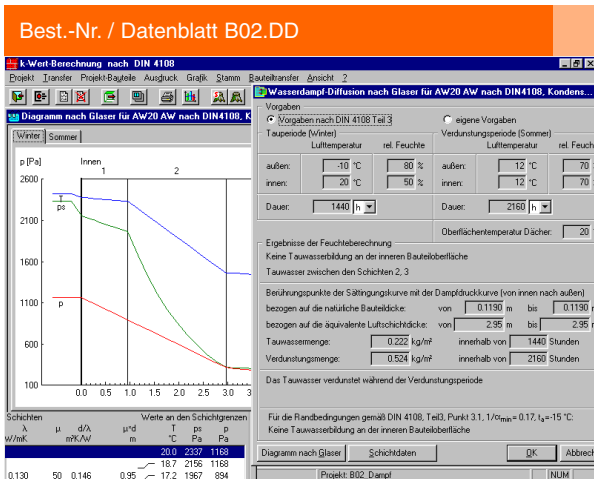 Best.-Nr. / Datenblatt B02.DD
k-Wert-Berechnung nach DIN 4108
Projekt Transfer Projekt-Bauteile Ausdruck Grafik Stamm Bauteiltransfer Ansicht ?
Diagramm nach Glaser für AW20 AW nach DIN4108, K
Winter Sommer
p [Pa] Innen
1 2
2600
T
ps
2100
1600
1100
p
600
100
0.0 0.5 1.0 1.5 2.0 2.5 3.0 3
Schichten Werte an den Schichtgrenzen
λ μ d/λ μ*d T ps p
W/mK m²K/W m °C Pa Pa
20.0 2337 1168
18.7 2156 1168
0.130 50 0.146 0.95 17.2 1967 894
Wasserdampf-Diffusion nach Glaser für AW20 AW nach DIN4108, Kondens...
Vorgaben
Vorgaben nach DIN 4108 Teil 3 eigene Vorgaben
Tauperiode (Winter) Verdunstungsperiode (Sommer)
Lufttemperatur rel. Feuchte Lufttemperatur rel. Feuch
außen: -10 °C 80 % außen: 12 °C 70
innen: 20 °C 50 % innen: 12 °C 70
Dauer: 1440 h Dauer: 2160 h
Oberflächentemperatur Dächer: 20
Ergebnisse der Feuchteberechnung
Keine Tauwasserbildung an der inneren Bauteiloberfläche
Tauwasser zwischen den Schichten 2, 3
Berührungspunkte der Sättingungskurve mit der Dampfdruckkurve (von innen nach außen)
bezogen auf die natürliche Bauteildicke: von 0.1190 m bis 0.1190
bezogen auf die äquivalente Luftschichtdicke: von 2.95 m bis 2.95
Tauwassermenge: 0.222 kg/m² innerhalb von 1440 Stunden
Verdunstungsmenge: 0.524 kg/m² innerhalb von 2160 Stunden
Das Tauwasser verdunstet während der Verdunstungsperiode
Für die Randbedingungen gemäß DIN 4108, Teil3, Punkt 3.1, 1/αmin= 0.17, ta=-15 °C:
Keine Tauwasserbildung an der inneren Bauteiloberfläche
Diagramm nach Glaser Schichtdaten OK Abbrech
Projekt: B02_Dampf NUM